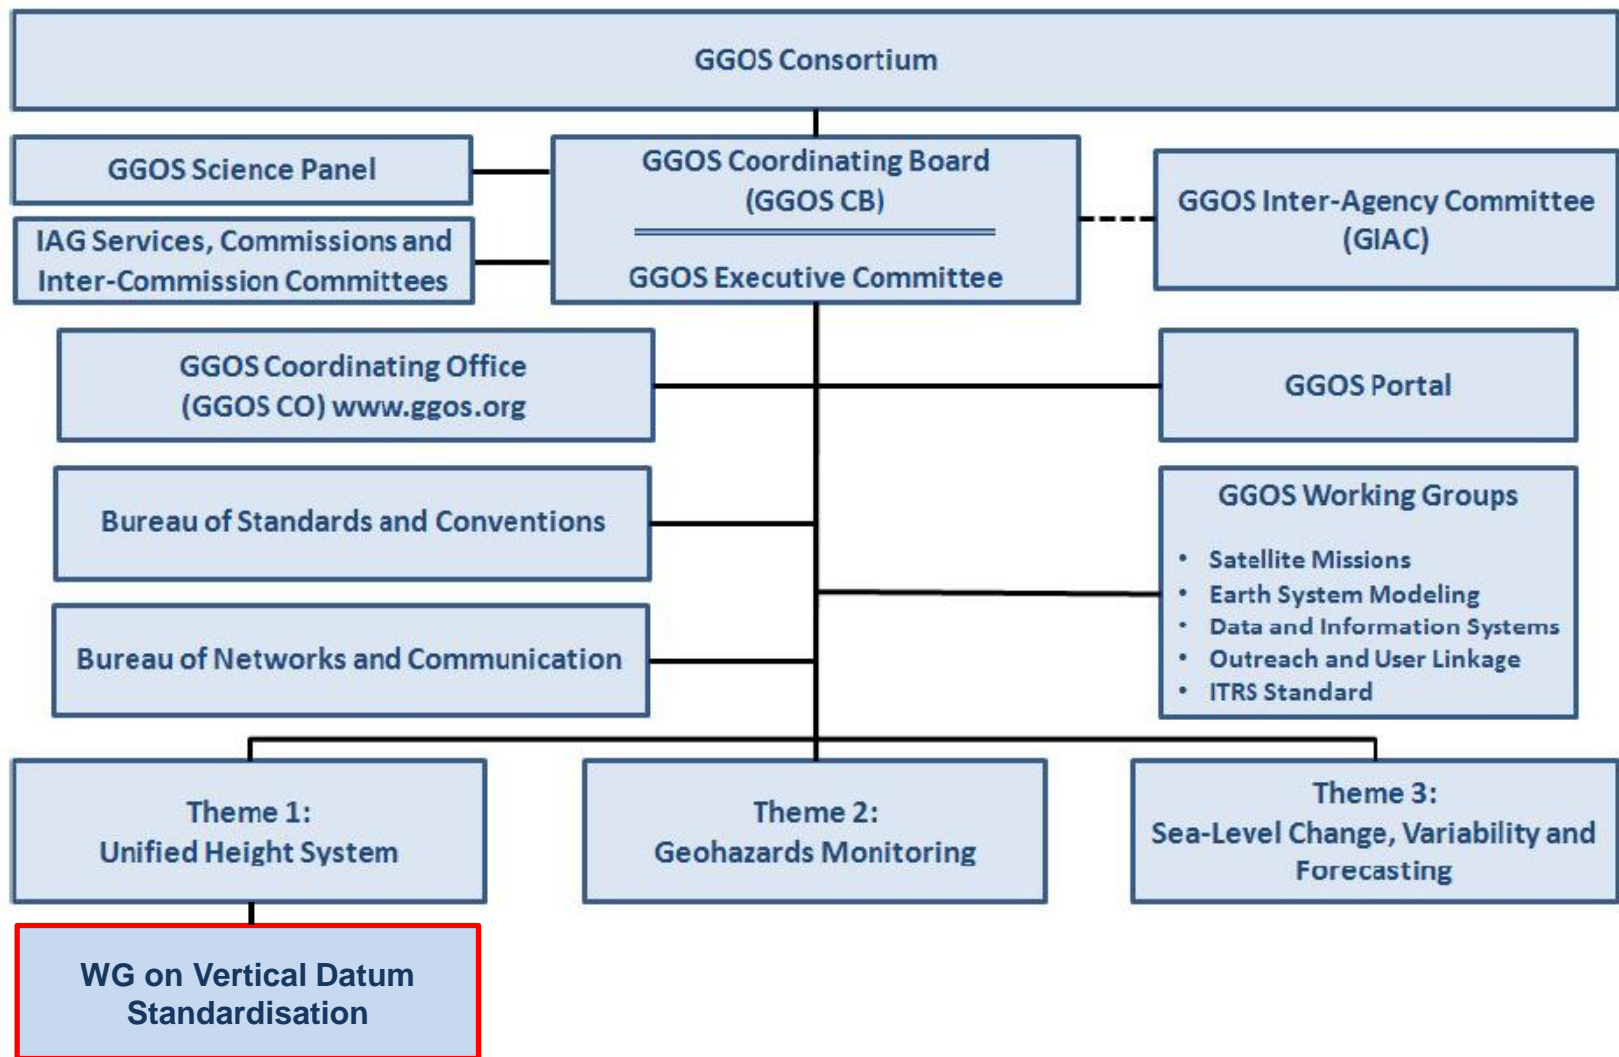 GGOS Consortium
GGOS Science Panel
GGOS Coordinating Board
(GGOS CB)
GGOS Executive Committee
IAG Services, Commissions and
Inter-Commission Committees
GGOS Inter-Agency Committee
(GIAC)
GGOS Coordinating Office
(GGOS CO) www.ggos.org
GGOS Portal
Bureau of Standards and Conventions
GGOS Working Groups
• Satellite Missions
• Earth System Modeling
• Data and Information Systems
• Outreach and User Linkage
• ITRS Standard
Bureau of Networks and Communication
Theme 1:
Unified Height System
Theme 2:
Geohazards Monitoring
Theme 3:
Sea-Level Change, Variability and
Forecasting
WG on Vertical Datum
Standardisation